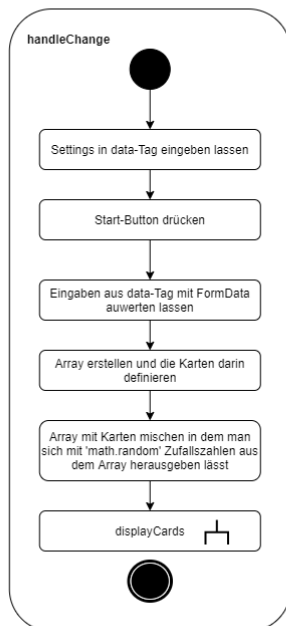 handleChange
Settings in data-Tag eingeben lassen
Start-Button drücken
Eingaben aus data-Tag mit FormData
auwerten lassen
Array erstellen und die Karten darin
definieren
Array mit Karten mischen in dem man
sich mit 'math.random' Zufallszahlen aus
dem Array herausgeben lässt
displayCards